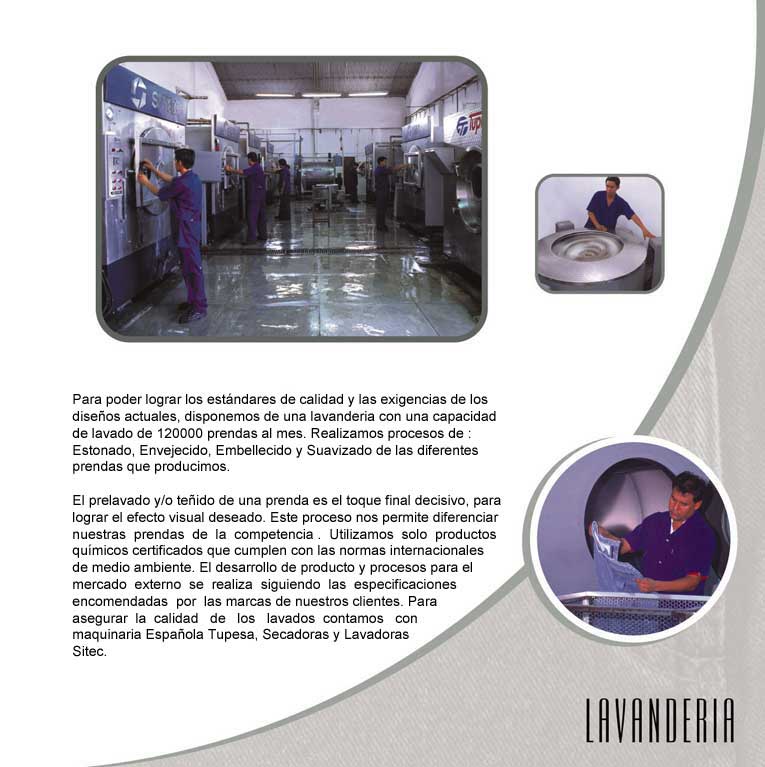 Para poder lograr los estándares de calidad y las exigencias de los
diseños actuales, disponemos de una lavanderia con una capacidad
de lavado de 120000 prendas al mes. Realizamos procesos de :
Estonado, Envejecido, Embellecido y Suavizado de las diferentes
prendas que producimos.
El prelavado y/o teñido de una prenda es el toque final decisivo, para
lograr el efecto visual deseado. Este proceso nos permite diferenciar
nuestras prendas de la competencia . Utilizamos solo productos
químicos certificados que cumplen con las normas internacionales
de medio ambiente. El desarrollo de producto y procesos para el
mercado externo se realiza siguiendo las especificaciones
encomendadas por las marcas de nuestros clientes. Para
asegurar la calidad de los lavados contamos con
maquinaria Española Tupesa, Secadoras y Lavadoras
Sitec.
LAVANDERIA